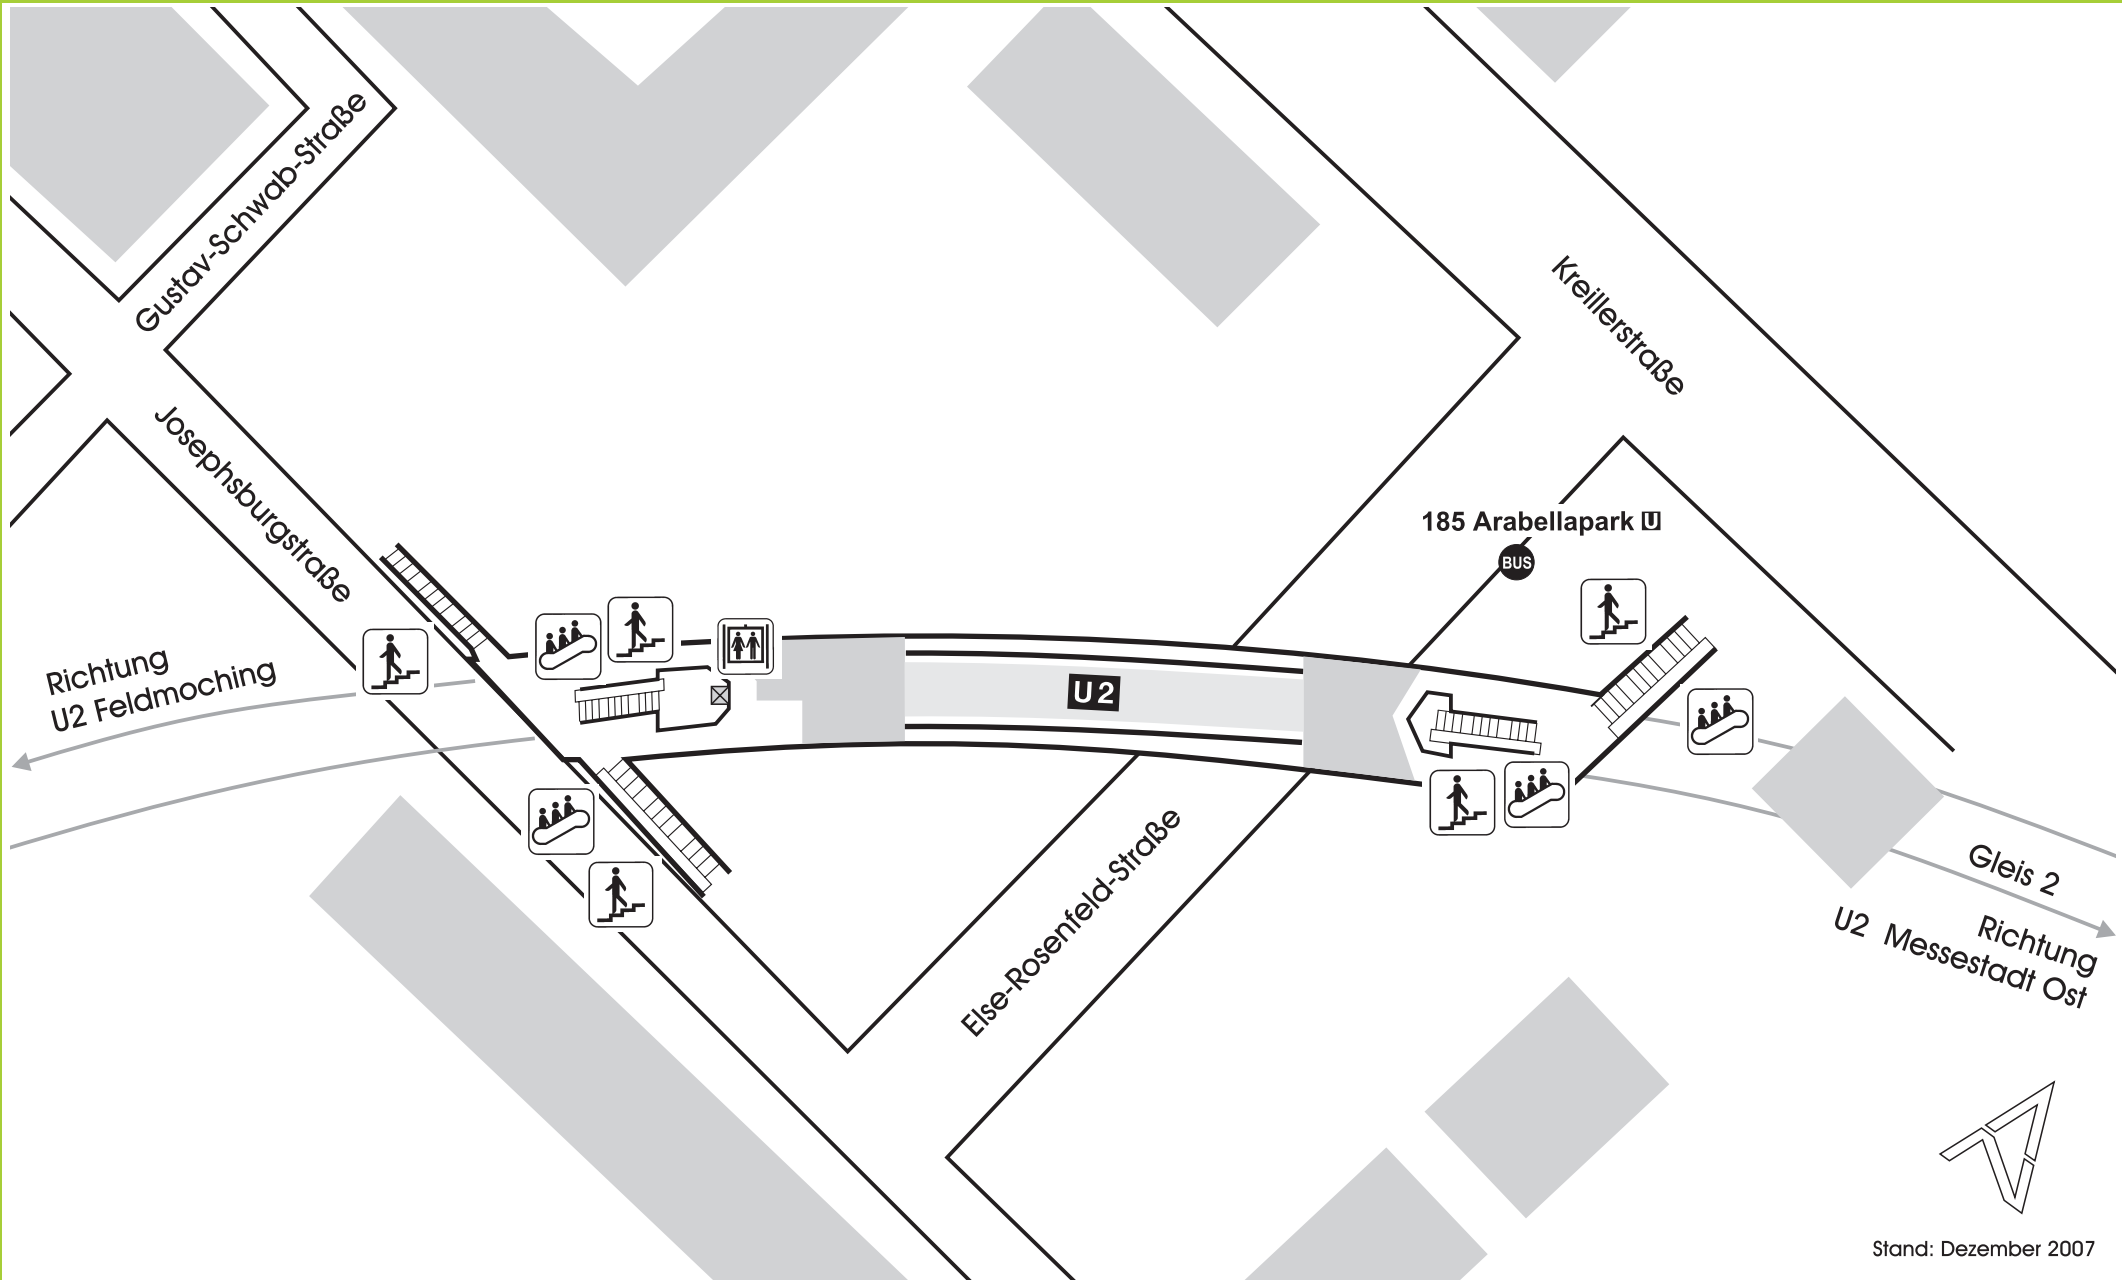 Gustav-Schwab-Straße
Kreillerstraße
Josephsburgstraße
185 Arabellapark U
BUS
Richtung
U2 Feldmoching
U2
Else-Rosenfeld-Straße
Gleis 2
Richtung
U2 Messestadt Ost
Stand: Dezember 2007